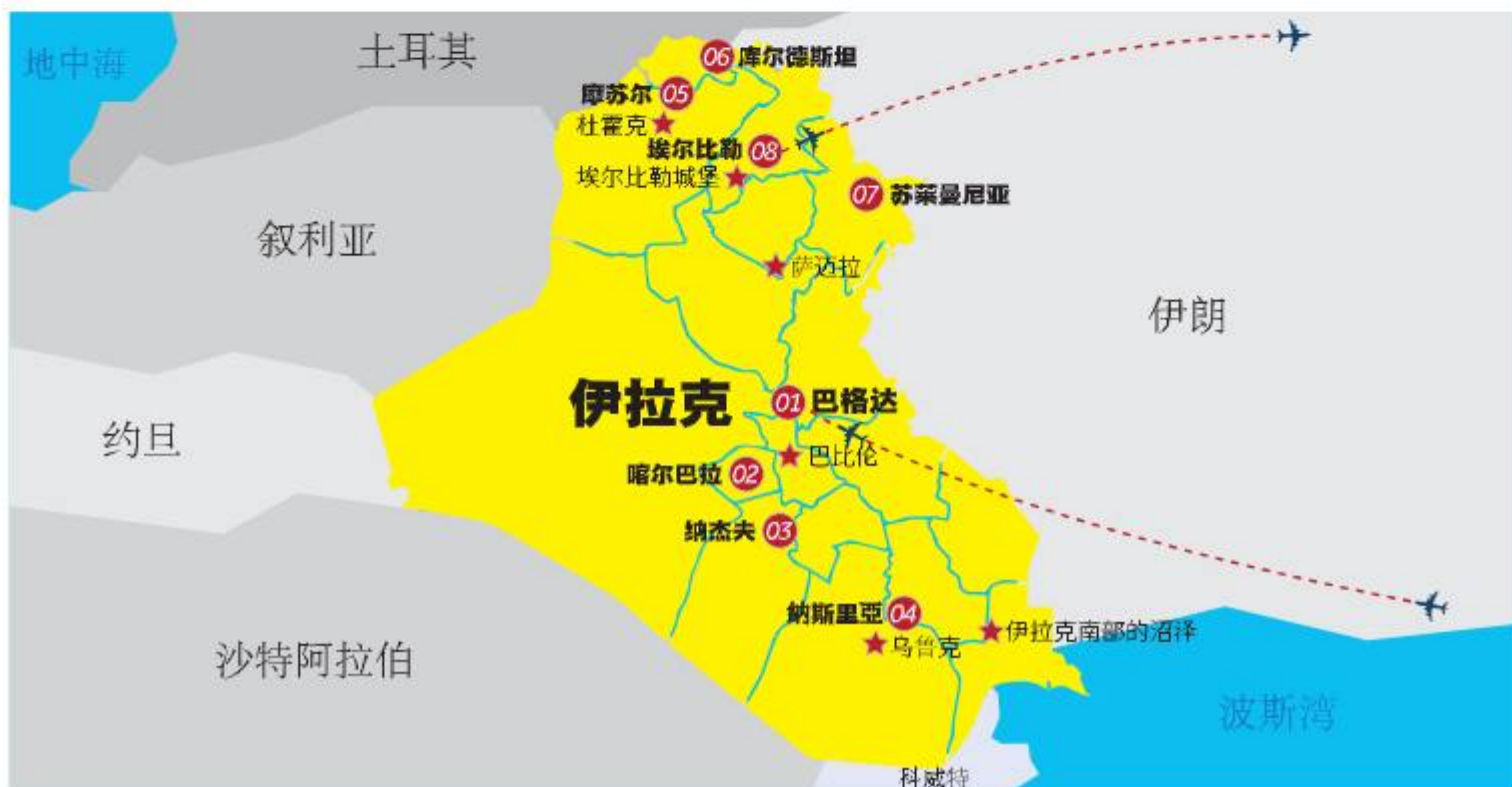 地中海
土耳其
06 库尔德斯坦
摩苏尔 05
杜霍克
埃尔比勒 08
埃尔比勒城堡
07 苏莱曼尼亚
叙利亚
萨迈拉
伊朗
伊拉克
01 巴格达
约旦
巴比伦
喀尔巴拉 02
纳杰夫 03
納斯里亞 04
伊拉克南部的沼泽
乌鲁克
沙特阿拉伯
波斯湾
科威特